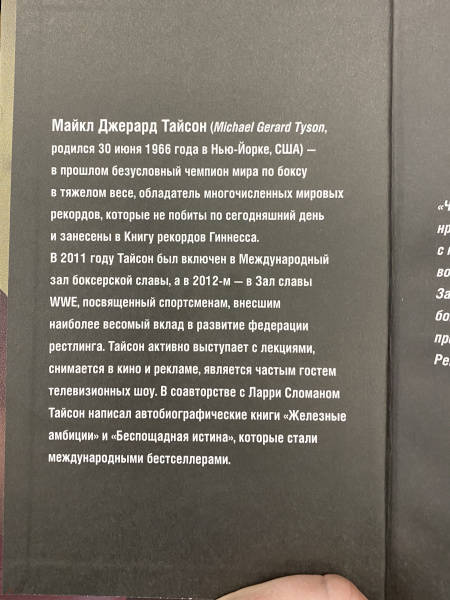 Майкл Джерард Тайсон (Michael Gerard Tyson,
родился 30 июня 1966 года в Нью-Йорке, США) —
в прошлом безусловный чемпион мира по боксу
в тяжелом весе, обладатель многочисленных мировых
рекордов, которые не побиты по сегодняшний день
и занесены в Книгу рекордов Гиннесса.
В 2011 году Тайсон был включен в Международный
зал боксерской славы, а в 2012-м — в Зал славы
WWE, посвященный спортсменам, внесшим
наиболее весомый вклад в развитие федерации
рестлинга. Тайсон активно выступает с лекциями,
снимается в кино и рекламе, является частым гостем
телевизионных шоу. В соавторстве с Ларри Сломаном
Тайсон написал автобиографические книги «Железные
амбиции» и «Беспощадная истина», которые стали
международными бестселлерами.